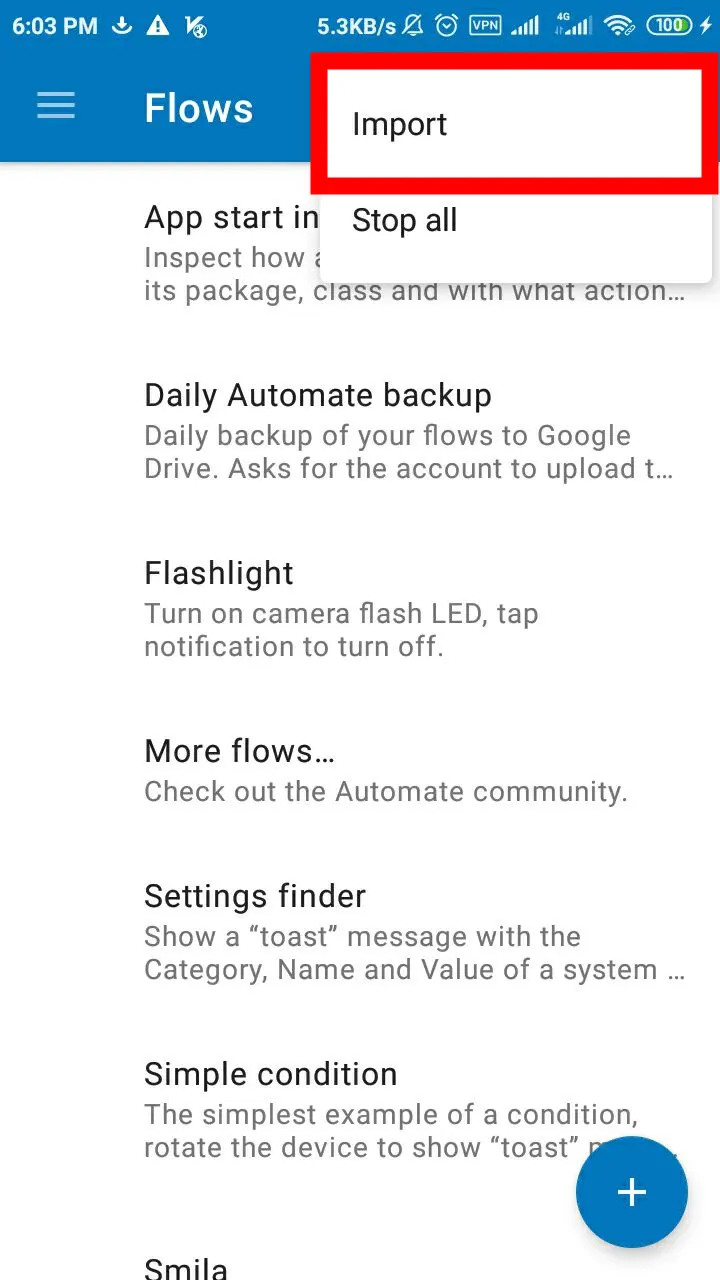 6:03 PM 5.3KB/s VPN 4G 100
Flows
Import
Stop all
App start in
Inspect how
its package, class and with what action…
Daily Automate backup
Daily backup of your flows to Google
Drive. Asks for the account to upload t…
Flashlight
Turn on camera flash LED, tap
notification to turn off.
More flows…
Check out the Automate community.
Settings finder
Show a “toast” message with the
Category, Name and Value of a system …
Simple condition
The simplest example of a condition,
rotate the device to show “toast”
Smila